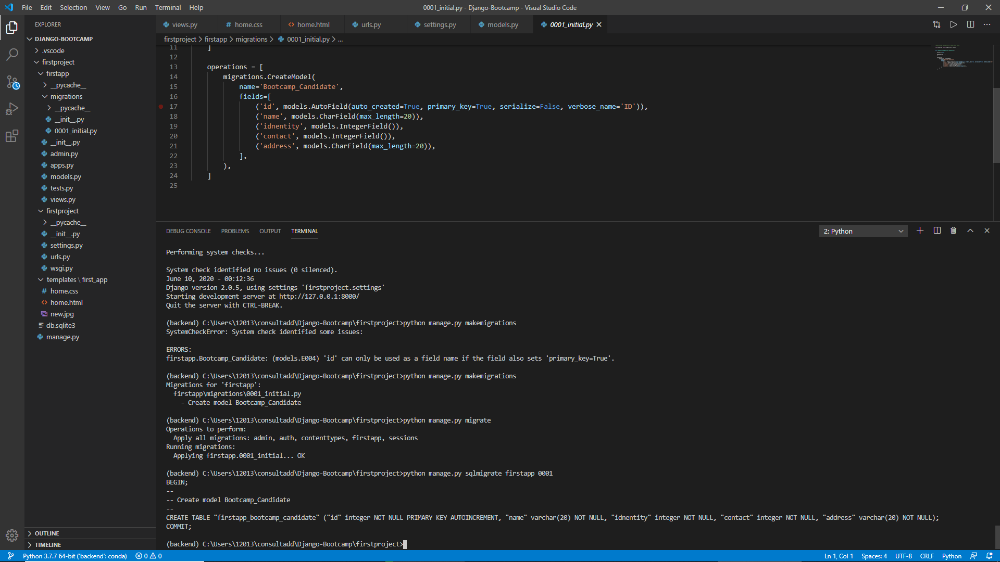 File Edit Selection View Go Run Terminal Help
0001_initial.py - Django-Bootcamp - Visual Studio Code
EXPLORER
DJANGO-BOOTCAMP
.vscode
firstproject
firstapp
__pycache__
migrations
__pycache__
__init__.py
0001_initial.py
__init__.py
admin.py
apps.py
models.py
tests.py
views.py
firstproject
__pycache__
__init__.py
settings.py
urls.py
wsgi.py
templates \ first_app
home.css
home.html
new.jpg
db.sqlite3
manage.py
OUTLINE
TIMELINE
views.py # home.css <> home.html urls.py settings.py models.py 0001_initial.py
firstproject > firstapp > migrations > 0001_initial.py > ...
11 ]
12
13 operations = [
14 migrations.CreateModel(
15 name='Bootcamp_Candidate',
16 fields=[
17 ('id', models.AutoField(auto_created=True, primary_key=True, serialize=False, verbose_name='ID')),
18 ('name', models.CharField(max_length=20)),
19 ('idnentity', models.IntegerField()),
20 ('contact', models.IntegerField()),
21 ('address', models.CharField(max_length=20)),
22 ],
23 ),
24 ]
25
DEBUG CONSOLE PROBLEMS OUTPUT TERMINAL
2: Python
Performing system checks...
System check identified no issues (0 silenced).
June 10, 2020 - 00:12:36
Django version 2.0.5, using settings 'firstproject.settings'
Starting development server at http://127.0.0.1:8000/
Quit the server with CTRL-BREAK.
(backend) C:\Users\12013\consultadd\Django-Bootcamp\firstproject>python manage.py makemigrations
SystemCheckError: System check identified some issues:
ERRORS:
firstapp.Bootcamp_Candidate: (models.E004) 'id' can only be used as a field name if the field also sets 'primary_key=True'.
(backend) C:\Users\12013\consultadd\Django-Bootcamp\firstproject>python manage.py makemigrations
Migrations for 'firstapp':
firstapp\migrations\0001_initial.py
- Create model Bootcamp_Candidate
(backend) C:\Users\12013\consultadd\Django-Bootcamp\firstproject>python manage.py migrate
Operations to perform:
Apply all migrations: admin, auth, contenttypes, firstapp, sessions
Running migrations:
Applying firstapp.0001_initial... OK
(backend) C:\Users\12013\consultadd\Django-Bootcamp\firstproject>python manage.py sqlmigrate firstapp 0001
BEGIN;
--
-- Create model Bootcamp_Candidate
--
CREATE TABLE "firstapp_bootcamp_candidate" ("id" integer NOT NULL PRIMARY KEY AUTOINCREMENT, "name" varchar(20) NOT NULL, "idnentity" integer NOT NULL, "contact" integer NOT NULL, "address" varchar(20) NOT NULL);
COMMIT;
(backend) C:\Users\12013\consultadd\Django-Bootcamp\firstproject>
Python 3.7.7 64-bit ('backend': conda) 0 0 Ln 1, Col 1 Spaces: 4 UTF-8 CRLF Python